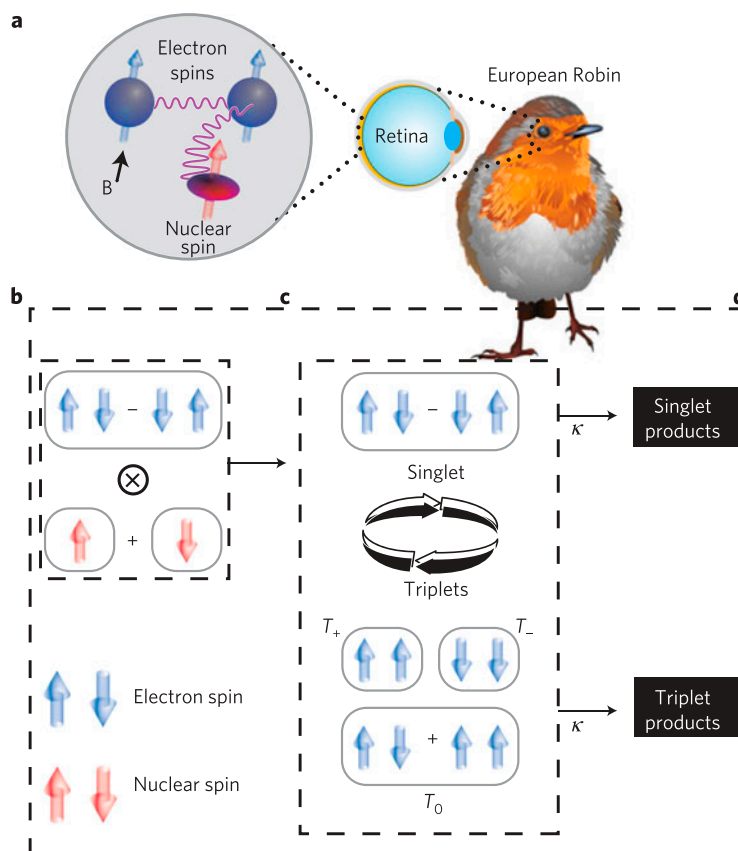 a
Electron
spins
European Robin
Retina
B
Nuclear
spin
b
c
d
−
−
Singlet
products
κ
⊗
Singlet
+
Triplets
T+
T−
Electron spin
+
κ
Triplet
products
Nuclear spin
T0